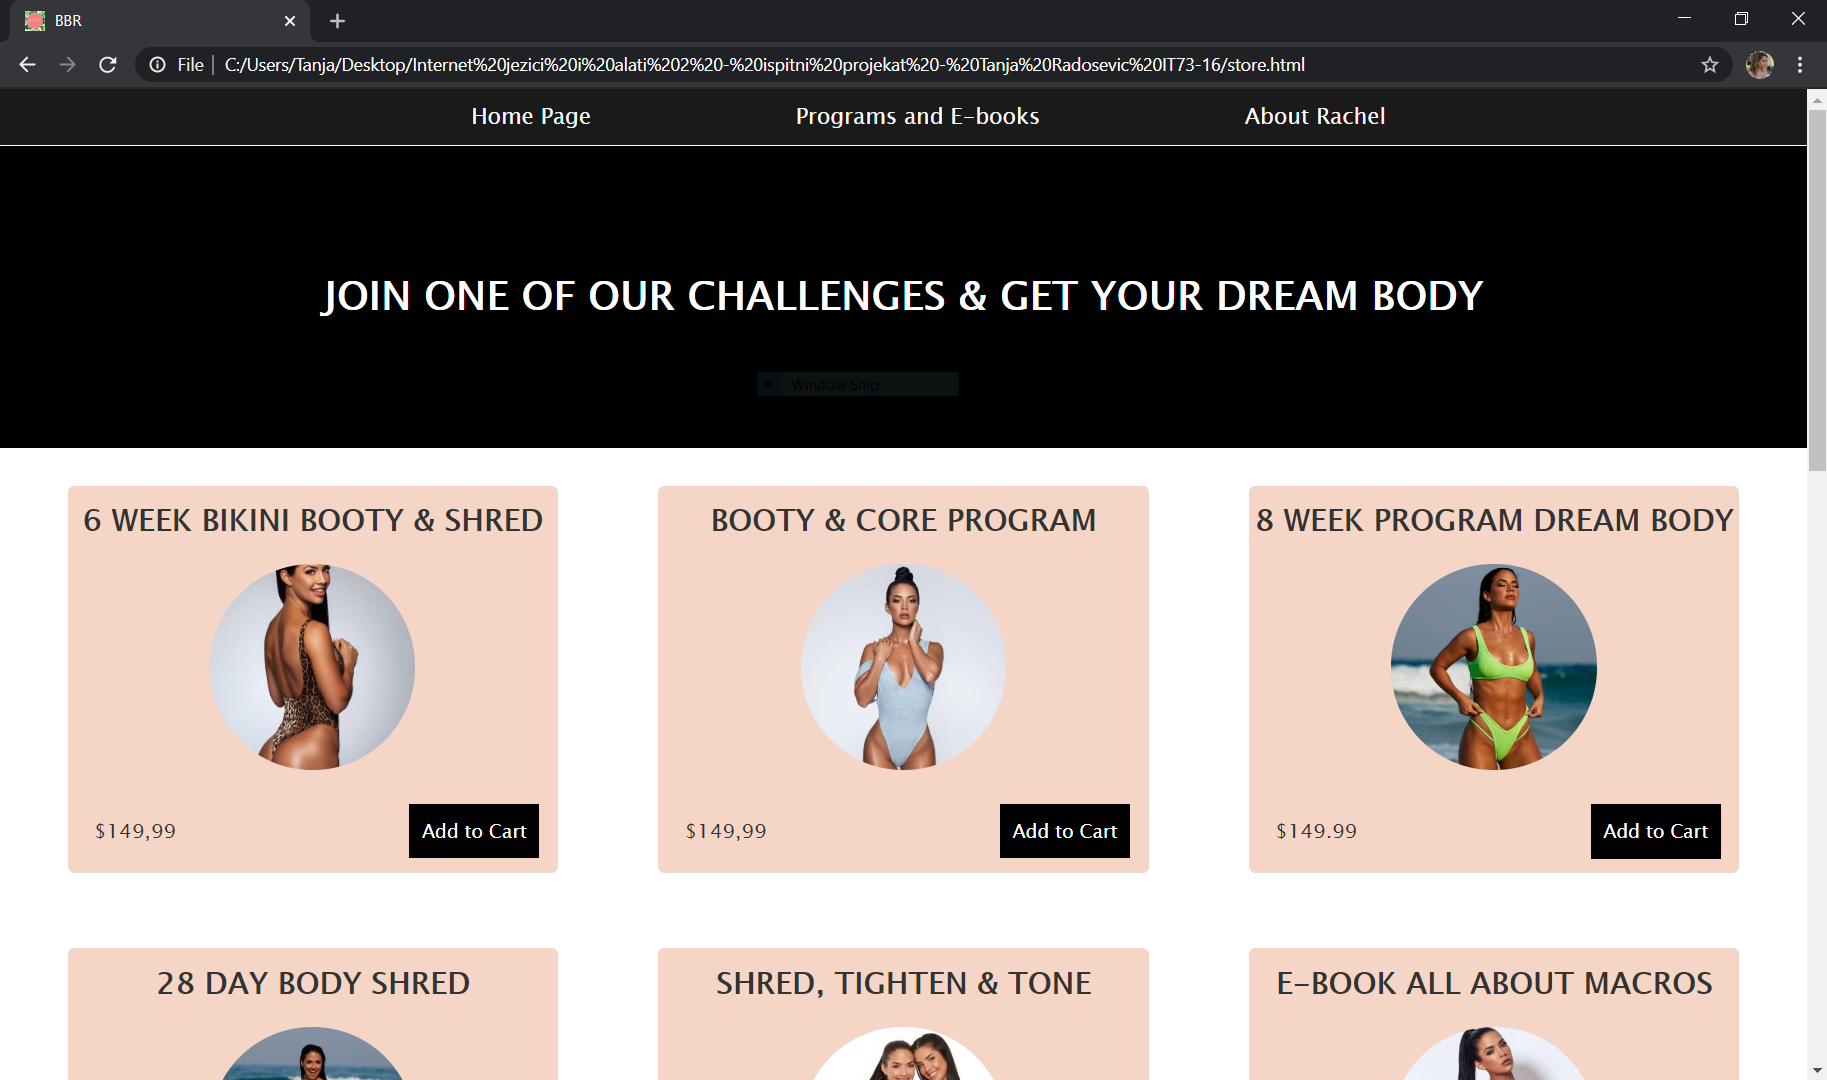 BBR
File
C:/Users/Tanja/Desktop/Internet%20jezici%20i%20alati%202%20-%20ispitni%20projekat%20-%20Tanja%20Radosevic%20IT73-16/store.html
Home Page Programs and E-books About Rachel
JOIN ONE OF OUR CHALLENGES & GET YOUR DREAM BODY
Window Snip
6 WEEK BIKINI BOOTY & SHRED
$149,99 Add to Cart
BOOTY & CORE PROGRAM
$149,99 Add to Cart
8 WEEK PROGRAM DREAM BODY
$149.99 Add to Cart
28 DAY BODY SHRED
SHRED, TIGHTEN & TONE
E-BOOK ALL ABOUT MACROS